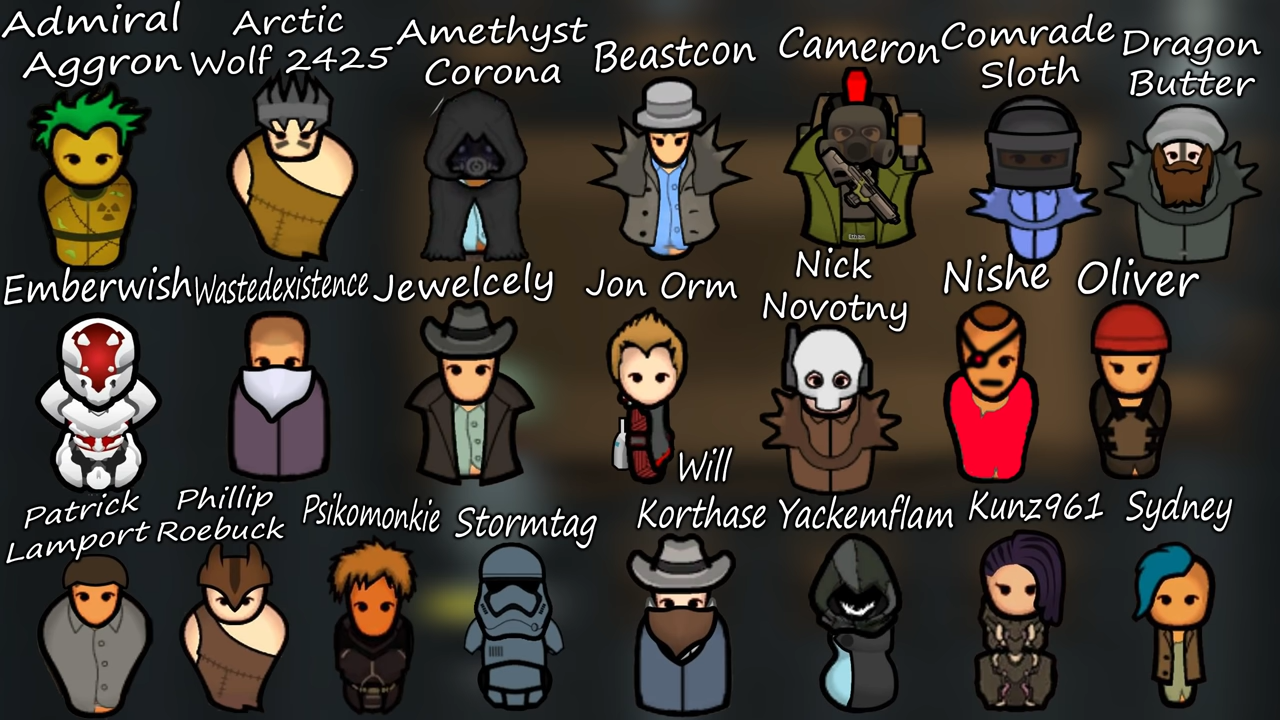 Admiral
Aggron
Arctic
Wolf 2425
Amethyst
Corona
Beastcon
Cameron
Comrade
Sloth
Dragon
Butter
Emberwish
Wastedexistence
Jewelcely
Jon Orm
Nick
Novotny
Nishe
Oliver
Patrick
Lamport
Phillip
Roebuck
Psikomonkie
Stormtag
Will
Korthase
Yackemflam
Kunz961
Sydney